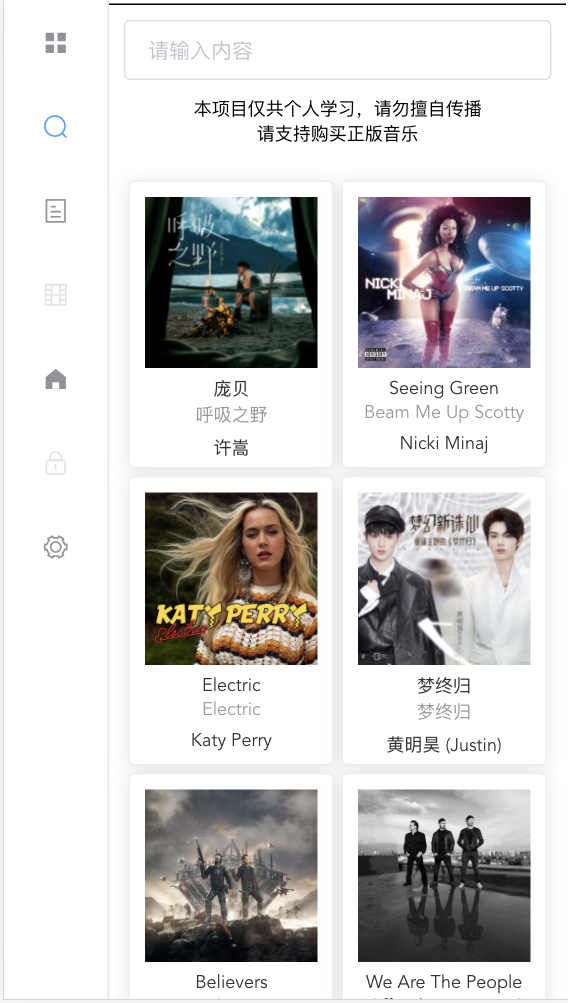 请输入内容
本项目仅共个人学习，请勿擅自传播
请支持购买正版音乐
呼吸
之野
NICKI
MINAJ
BEAM ME UP SCOTTY
庞贝
呼吸之野
许嵩
Seeing Green
Beam Me Up Scotty
Nicki Minaj
KATY PERRY
Electric
梦幻新诛仙
Electric
Electric
Katy Perry
梦终归
梦终归
黄明昊 (Justin)
Believers
We Are The People